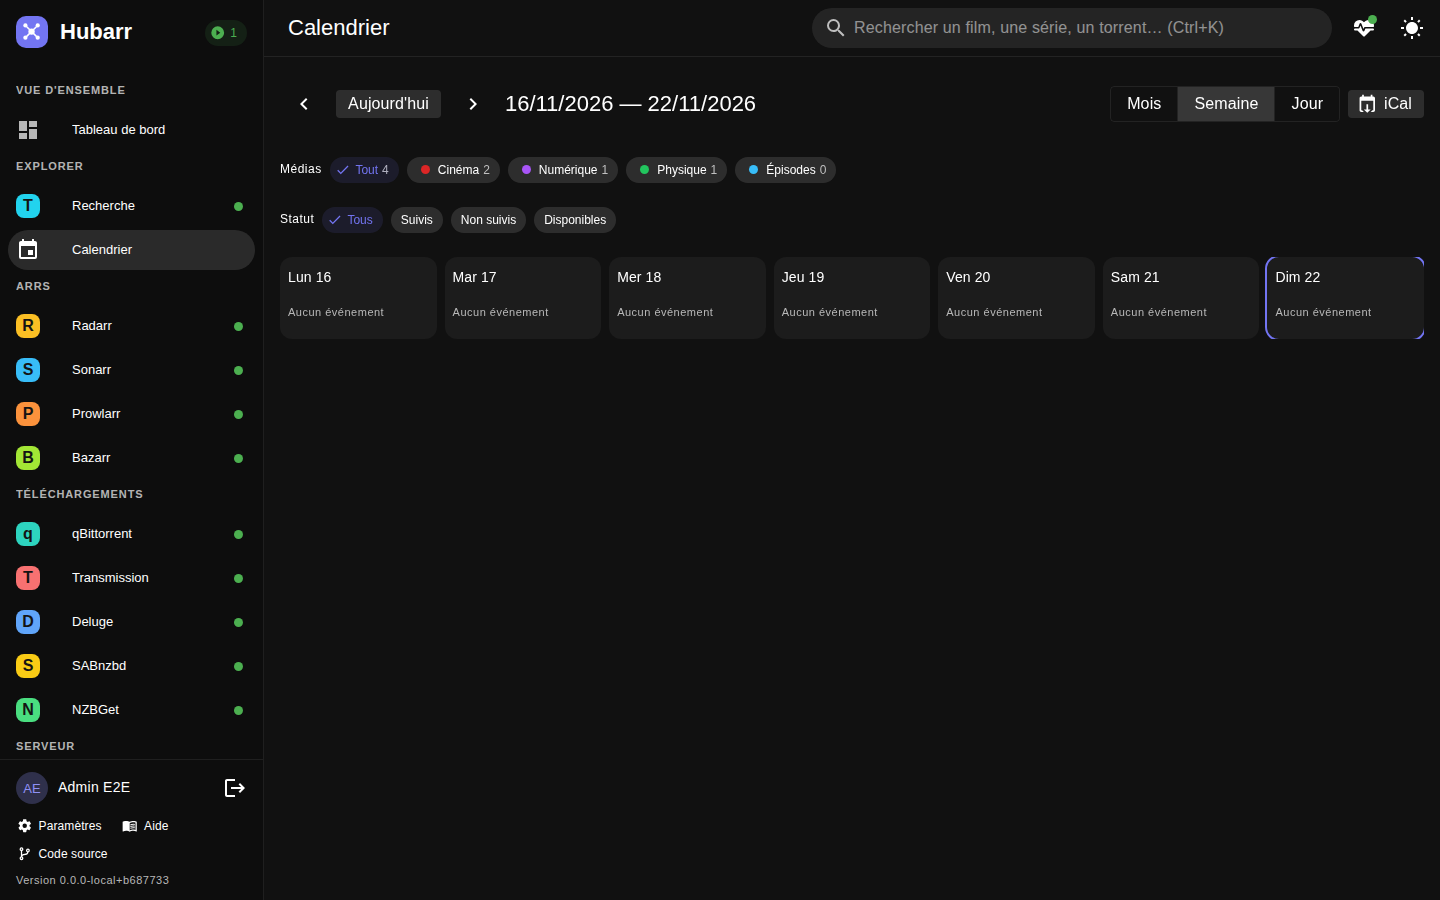 Hubarr
1
Calendrier
Rechercher un film, une série, un torrent… (Ctrl+K)
VUE D'ENSEMBLE
Tableau de bord
EXPLORER
T Recherche
Calendrier
ARRS
R Radarr
S Sonarr
P Prowlarr
B Bazarr
TÉLÉCHARGEMENTS
q qBittorrent
T Transmission
D Deluge
S SABnzbd
N NZBGet
SERVEUR
AE Admin E2E
Paramètres Aide
Code source
Version 0.0.0-local+b687733
Aujourd'hui 16/11/2026 — 22/11/2026 Mois Semaine Jour iCal
Médias Tout 4 Cinéma 2 Numérique 1 Physique 1 Épisodes 0
Statut Tous Suivis Non suivis Disponibles
Lun 16 Mar 17 Mer 18 Jeu 19 Ven 20 Sam 21 Dim 22
Aucun événement Aucun événement Aucun événement Aucun événement Aucun événement Aucun événement Aucun événement